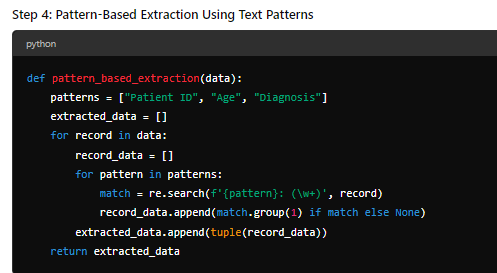 Step 4: Pattern-Based Extraction Using Text Patterns
python
def pattern_based_extraction(data):
    patterns = ["Patient ID", "Age", "Diagnosis"]
    extracted_data = []
    for record in data:
        record_data = []
        for pattern in patterns:
            match = re.search(f'{pattern}: (\w+)', record)
            record_data.append(match.group(1) if match else None)
        extracted_data.append(tuple(record_data))
    return extracted_data